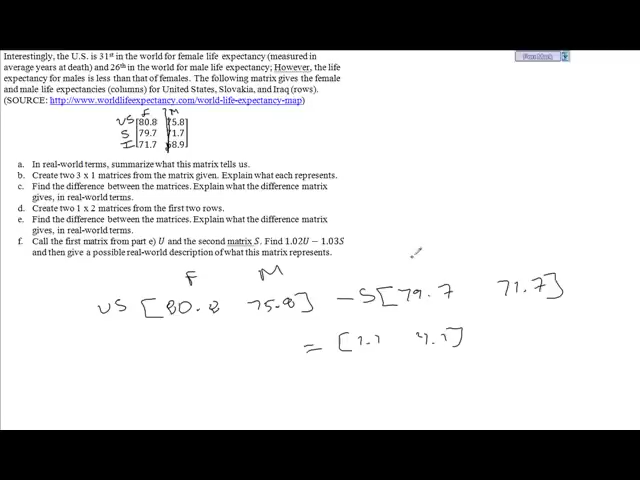 Interestingly, the U.S. is 31st in the world for female life expectancy (measured in
average years at death) and 26th in the world for male life expectancy; However, the life
expectancy for males is less than that of females. The following matrix gives the female
and male life expectancies (columns) for United States, Slovakia, and Iraq (rows).
(SOURCE: http://www.worldlifeexpectancy.com/world-life-expectancy-map)
F M
US [80.8 75.8]
S [79.7 71.7]
I [71.7 68.9]
a. In real-world terms, summarize what this matrix tells us.
b. Create two 3 x 1 matrices from the matrix given. Explain what each represents.
c. Find the difference between the matrices. Explain what the difference matrix
gives, in real-world terms.
d. Create two 1 x 2 matrices from the first two rows.
e. Find the difference between the matrices. Explain what the difference matrix
gives, in real-world terms.
f. Call the first matrix from part e) U and the second matrix S. Find 1.02U − 1.03S
and then give a possible real-world description of what this matrix represents.
F M
US [80.8 75.8] − S [79.7 71.7]
= [1.1 4.1]